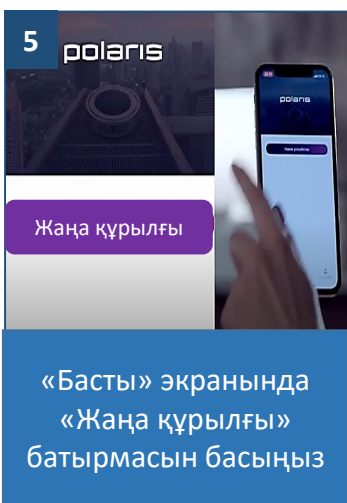 5
polaris
polaris
Жаңа құрылғы
«Басты» экранында
«Жаңа құрылғы»
батырмасын басыңыз